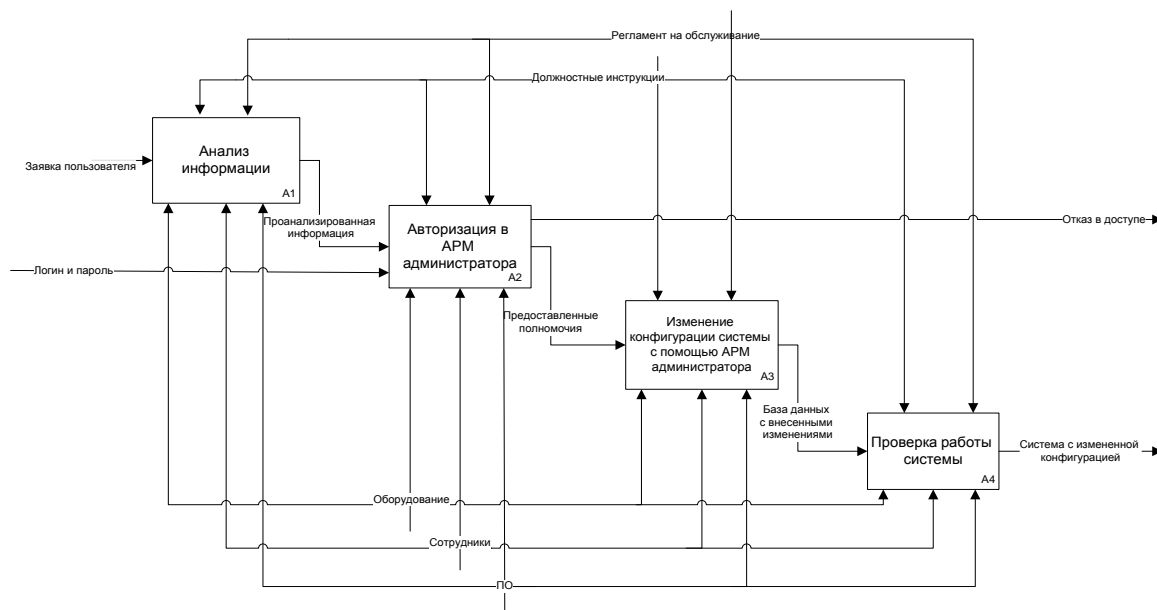 Регламент на обслуживание
Должностные инструкции
Анализ
информации
A1
Заявка пользователя
Проанализированная
информация
Авторизация в
АРМ
администратора
A2
Отказ в доступе
Логин и пароль
Предоставленные
полномочия
Изменение
конфигурации системы
с помощью АРМ
администратора
A3
База данных
с внесенными
изменениями
Проверка работы
системы
A4
Система с измененной
конфигурацией
Оборудование
Сотрудники
ПО